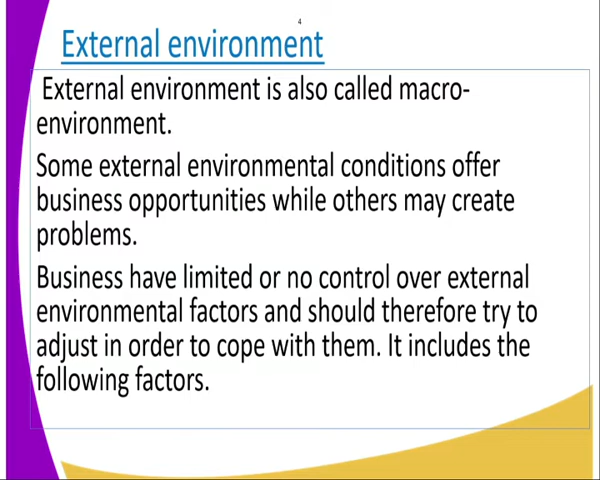 4
External environment
External environment is also called macro-
environment.
Some external environmental conditions offer
business opportunities while others may create
problems.
Business have limited or no control over external
environmental factors and should therefore try to
adjust in order to cope with them. It includes the
following factors.